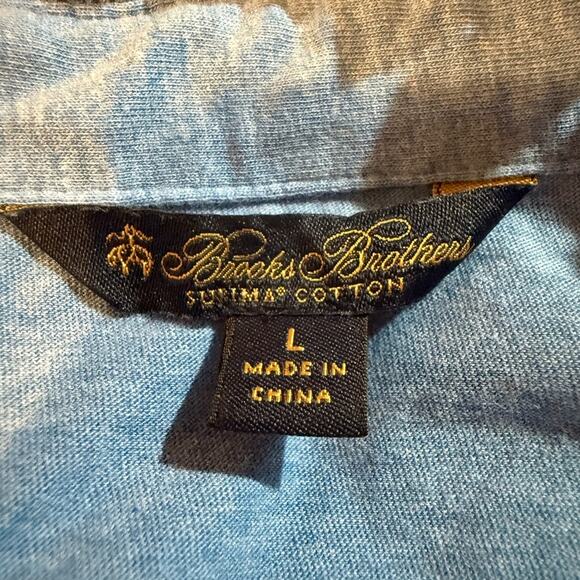 Brooks Brothers
SUPIMA® COTTON
L
MADE IN
CHINA